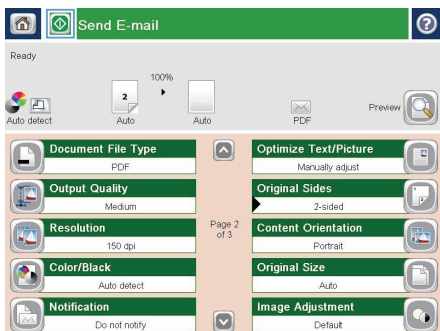 Send E-mail
Ready
100%
2
Auto detect
Auto
Auto
PDF
Preview
Document File Type
PDF
Optimize Text/Picture
Manually adjust
Output Quality
Medium
Original Sides
2-sided
Resolution
150 dpi
Page 2
of 3
Content Orientation
Portrait
Color/Black
Auto detect
Original Size
Auto
Notification
Do not notify
Image Adjustment
Default